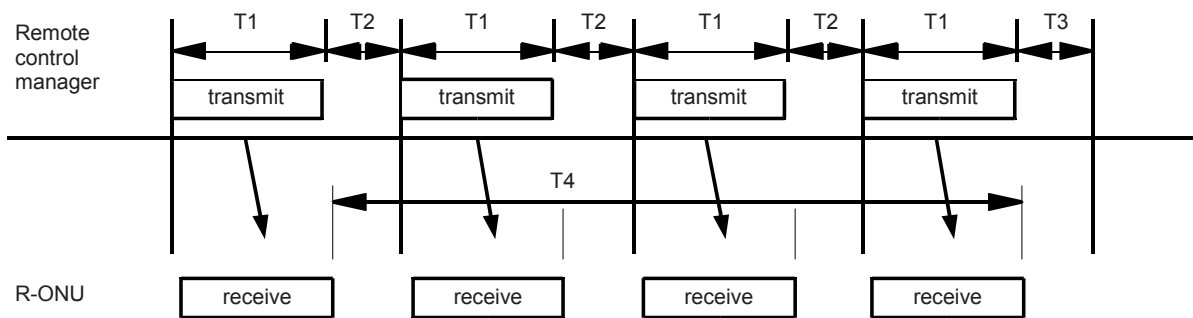 T1 T2 T1 T2 T1 T2 T1 T3
Remote
control
manager
transmit transmit transmit transmit
T4
R-ONU
receive receive receive receive